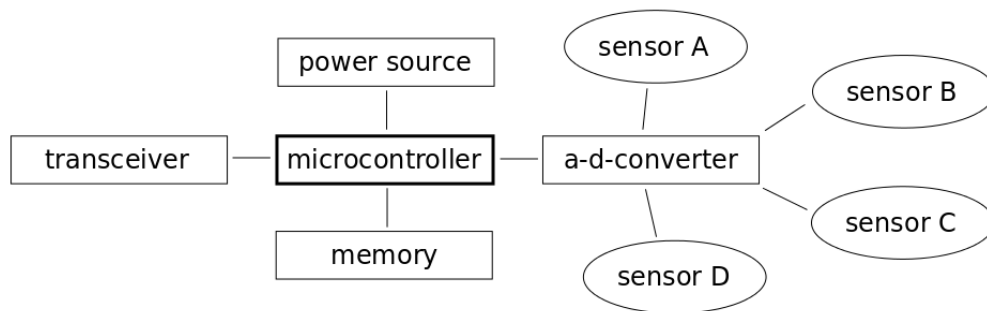 sensor A
power source
sensor B
transceiver
microcontroller
a-d-converter
sensor C
memory
sensor D